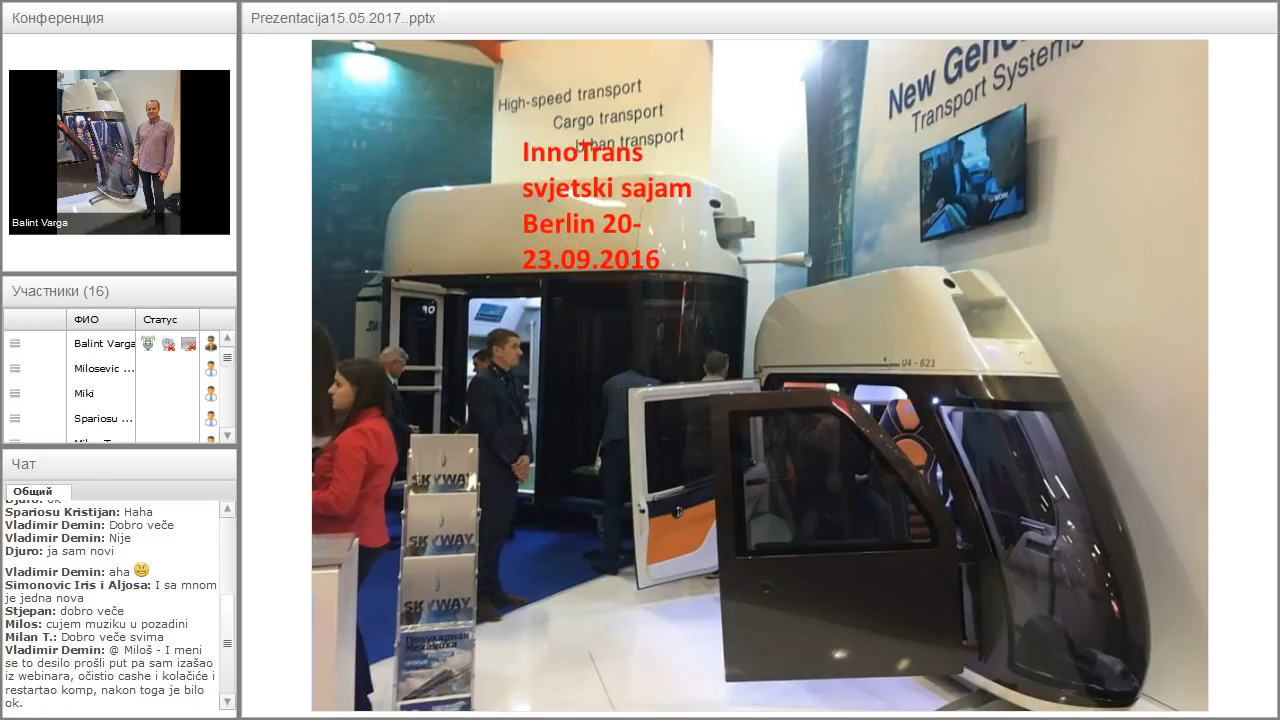 Конференция
Balint Varga
Участники (16)
ФИО
Статус
Balint Varga
Milosevic ...
Miki
Spariosu ...
Чат
Общий
Djuro: ok
Spariosu Kristijan: Haha
Vladimir Demin: Dobro veče
Vladimir Demin: Nije
Djuro: ja sam novi
Vladimir Demin: aha
Simonovic Iris i Aljosa: I sa mnom
je jedna nova
Stjepan: dobro veče
Milos: cujem muziku u pozadini
Milan T.: Dobro veče svima
Vladimir Demin: @ Miloš - I meni
se to desilo prošli put pa sam izašao
iz webinara, očistio cashe i kolačiće i
restartao komp, nakon toga je bilo
ok.
Prezentacija15.05.2017..pptx
High-speed transport
Cargo transport
Urban transport
InnoTrans
svjetski sajam
Berlin 20-
23.09.2016
New
Transport Systems
U4 - 621
SKYWAY
SKYWAY
SKYWAY
Популярная
Механика